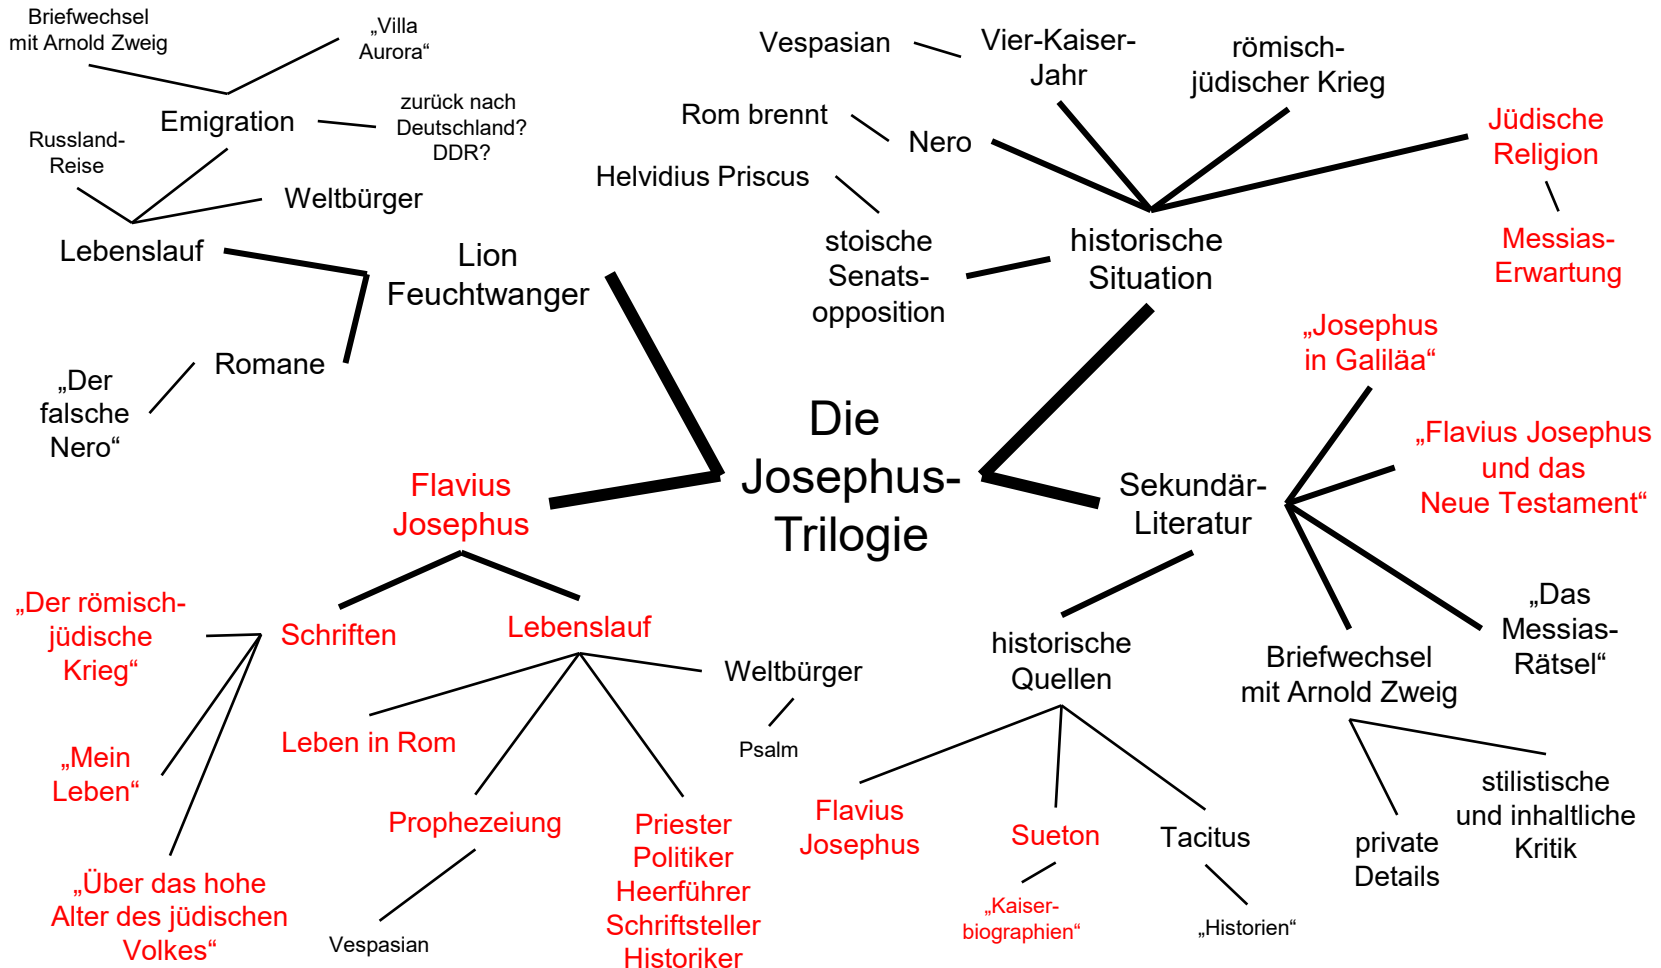 Briefwechsel
mit Arnold Zweig
„Villa
Aurora“
Emigration
zurück nach
Deutschland?
DDR?
Russland-
Reise
Weltbürger
Lebenslauf
Lion
Feuchtwanger
Romane
„Der
falsche
Nero“
Vespasian
Vier-Kaiser-
Jahr
römisch-
jüdischer Krieg
Rom brennt
Nero
Jüdische
Religion
Helvidius Priscus
stoische
Senats-
opposition
historische
Situation
Messias-
Erwartung
Die
Josephus-
Trilogie
„Josephus
in Galiläa“
„Flavius Josephus
und das
Neue Testament“
Sekundär-
Literatur
„Das
Messias-
Rätsel“
Briefwechsel
mit Arnold Zweig
private
Details
stilistische
und inhaltliche
Kritik
historische
Quellen
Flavius
Josephus
Sueton
„Kaiser-
biographien“
Tacitus
„Historien“
Flavius
Josephus
Schriften
„Der römisch-
jüdische
Krieg“
„Mein
Leben“
„Über das hohe
Alter des jüdischen
Volkes“
Lebenslauf
Leben in Rom
Prophezeiung
Vespasian
Priester
Politiker
Heerführer
Schriftsteller
Historiker
Weltbürger
Psalm